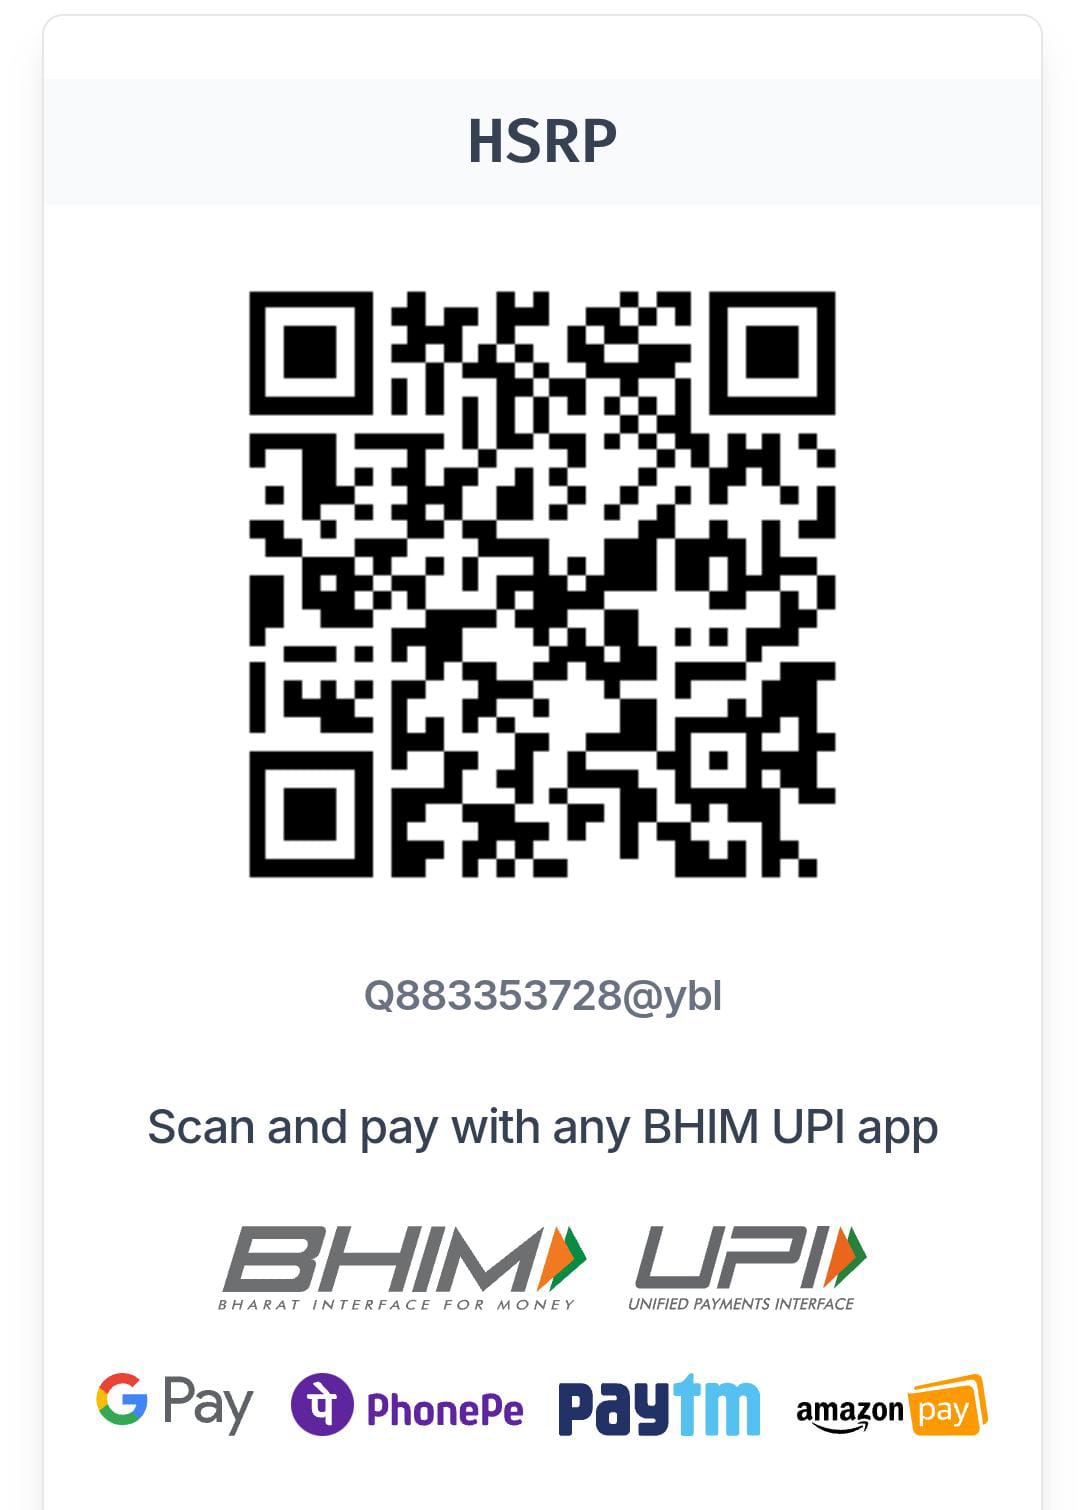 HSRP
Q883353728@ybl
Scan and pay with any BHIM UPI app
BHIM UPI
BHARAT INTERFACE FOR MONEY UNIFIED PAYMENTS INTERFACE
G Pay पे PhonePe paytm amazon pay